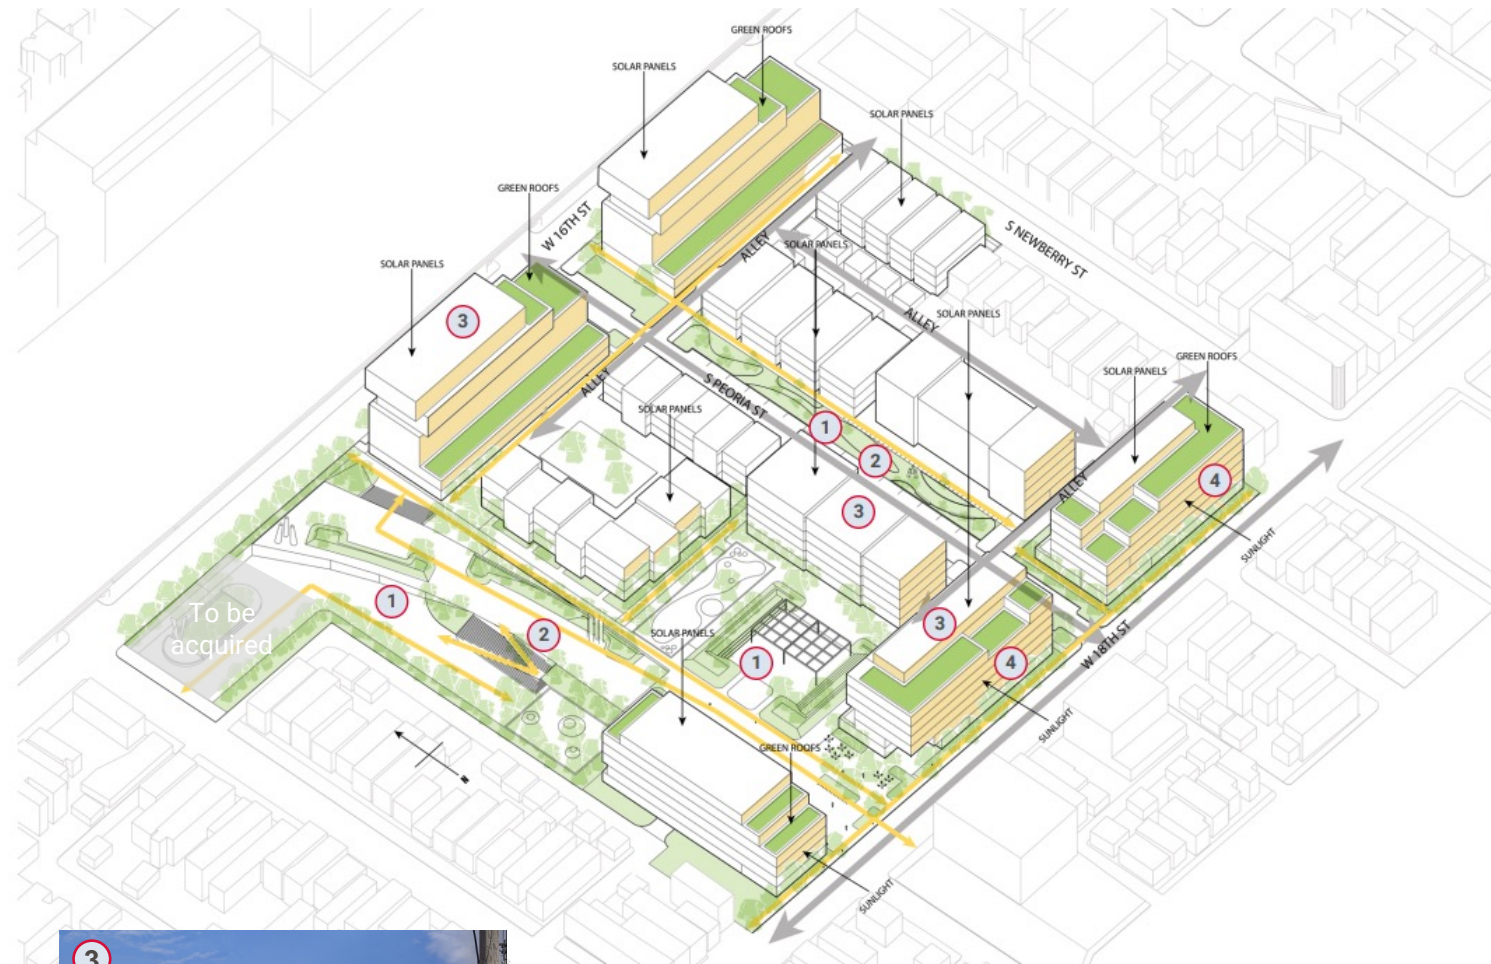 GREEN ROOFS
SOLAR PANELS
SOLAR PANELS
GREEN ROOFS
W 16TH ST
S NEWBERRY ST
ALLEY
SOLAR PANELS
SOLAR PANELS
3
ALLEY
SOLAR PANELS
GREEN ROOFS
SOLAR PANELS
ALLEY
S PEORIA ST
SOLAR PANELS
1
2
4
ALLEY
3
SUNLIGHT
To be
acquired
1
2
SOLAR PANELS
1
3
4
W 18TH ST
SUNLIGHT
GREEN ROOFS
N
SUNLIGHT
3